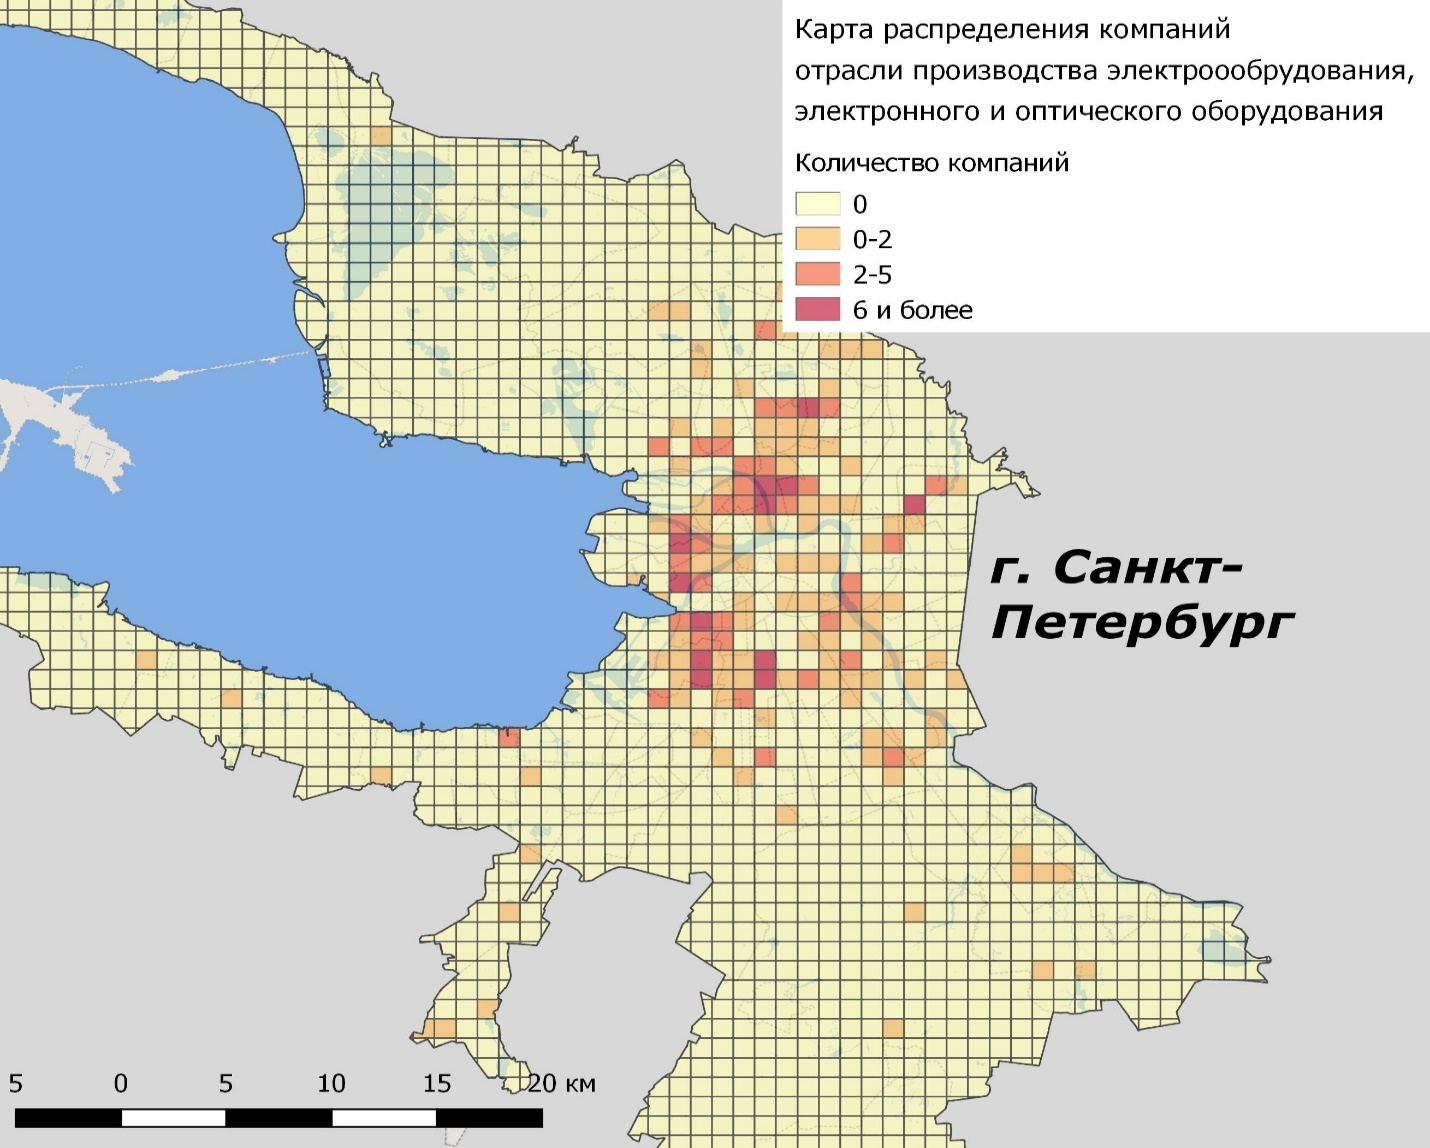 Карта распределения компаний
отрасли производства электроообрудования,
электронного и оптического оборудования
Количество компаний
0
0-2
2-5
6 и более
г. Санкт-
Петербург
5 0 5 10 15 20 км